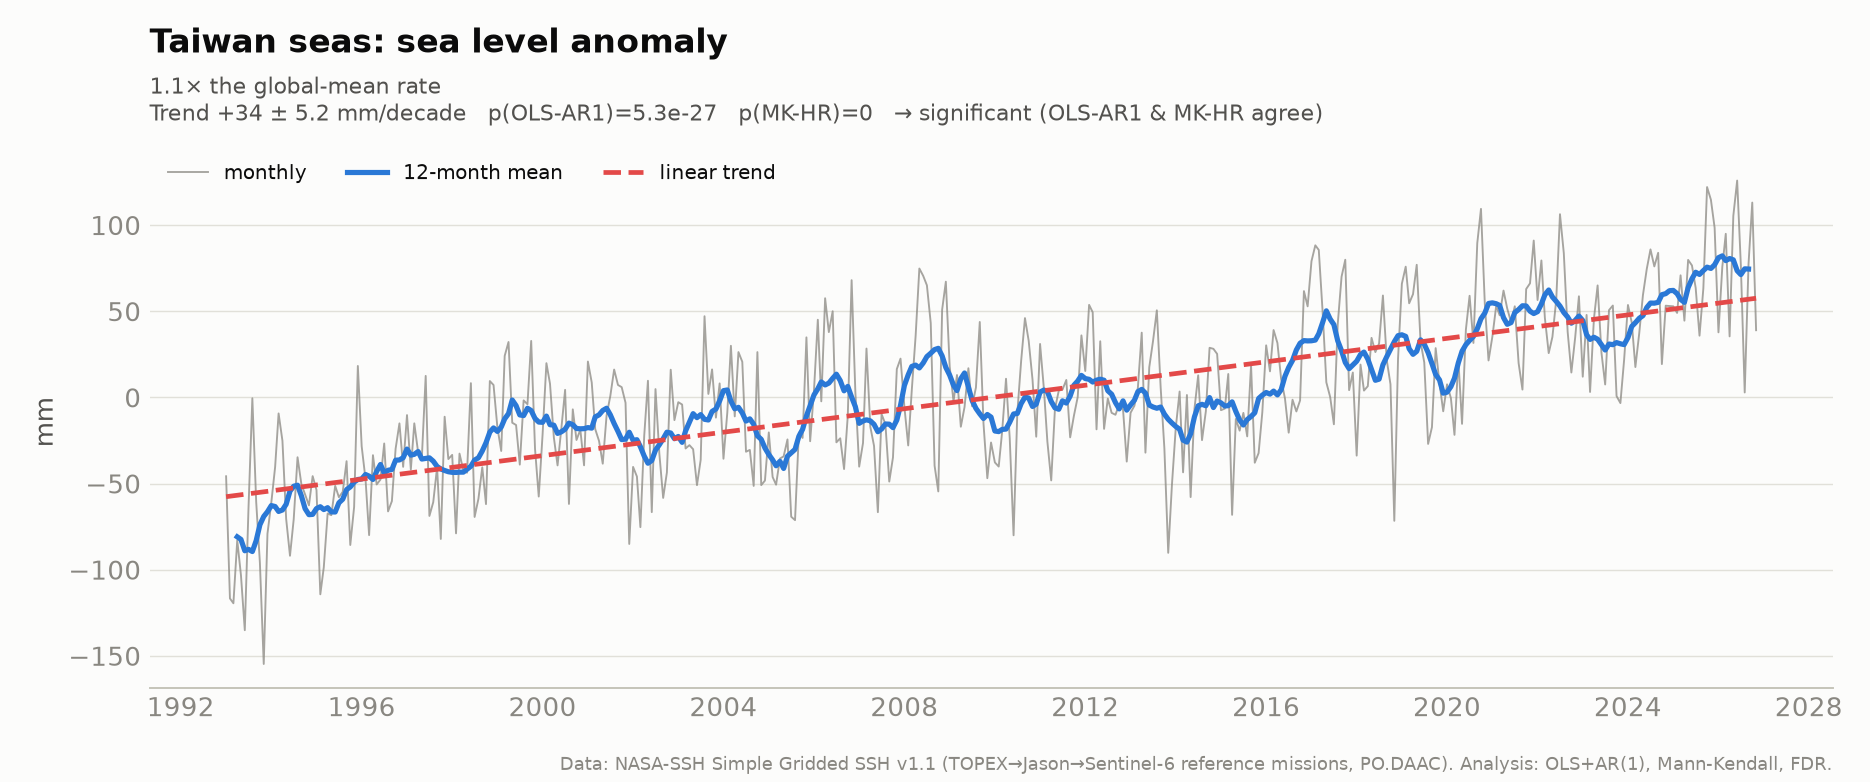 Taiwan seas: sea level anomaly
1.1× the global-mean rate
Trend +34 ± 5.2 mm/decade   p(OLS-AR1)=5.3e-27   p(MK-HR)=0   → significant (OLS-AR1 & MK-HR agree)
monthly   12-month mean   linear trend
100
50
0
−50
−100
−150
mm
1992   1996   2000   2004   2008   2012   2016   2020   2024   2028
Data: NASA-SSH Simple Gridded SSH v1.1 (TOPEX→Jason→Sentinel-6 reference missions, PO.DAAC). Analysis: OLS+AR(1), Mann-Kendall, FDR.